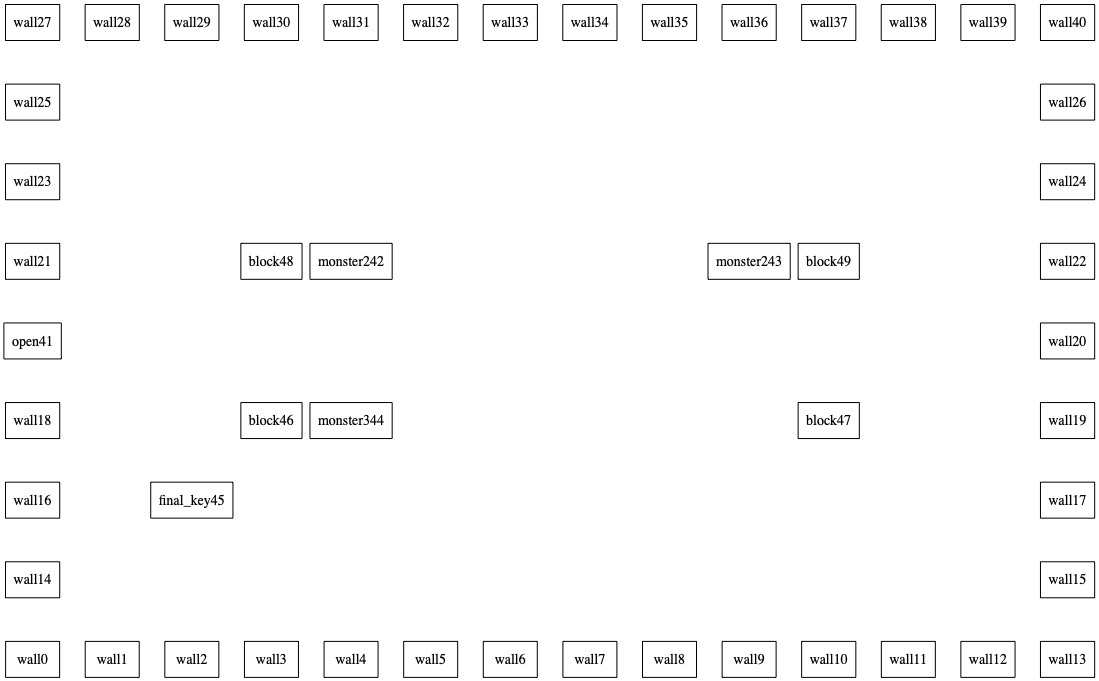 wall27 wall28 wall29 wall30 wall31 wall32 wall33 wall34 wall35 wall36 wall37 wall38 wall39 wall40
wall25 wall26
wall23 wall24
wall21 block48 monster242 monster243 block49 wall22
open41 wall20
wall18 block46 monster344 block47 wall19
wall16 final_key45 wall17
wall14 wall15
wall0 wall1 wall2 wall3 wall4 wall5 wall6 wall7 wall8 wall9 wall10 wall11 wall12 wall13